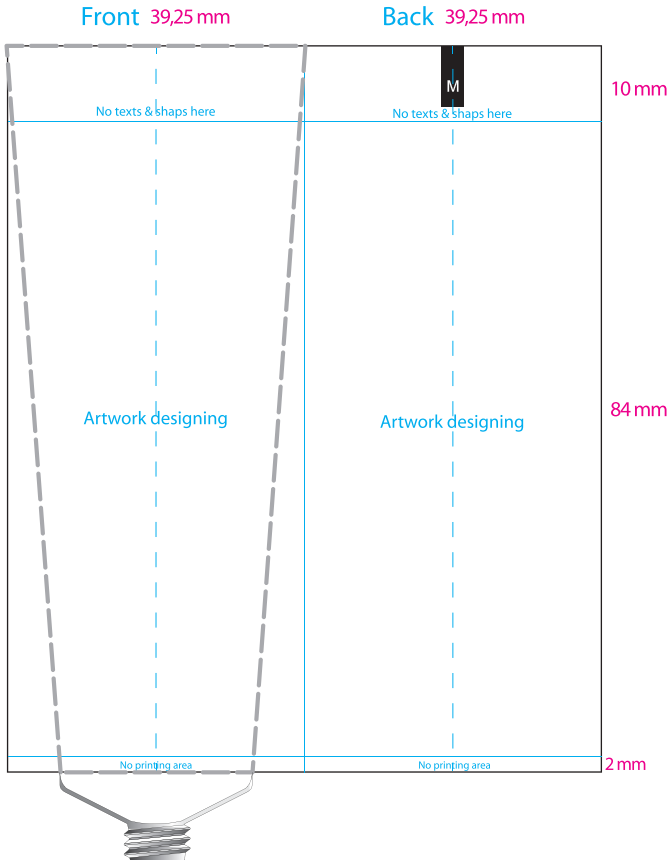 Front 39,25 mm
Back 39,25 mm
M
10 mm
No texts & shaps here
No texts & shaps here
84 mm
Artwork designing
Artwork designing
2 mm
No printing area
No printing area